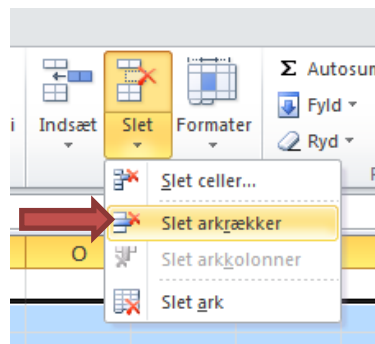 Σ Autosum
Fyld
Ryd
i Indsæt Slet Formater
Slet celler...
Slet arkrækker
Slet arkkolonner
Slet ark
O